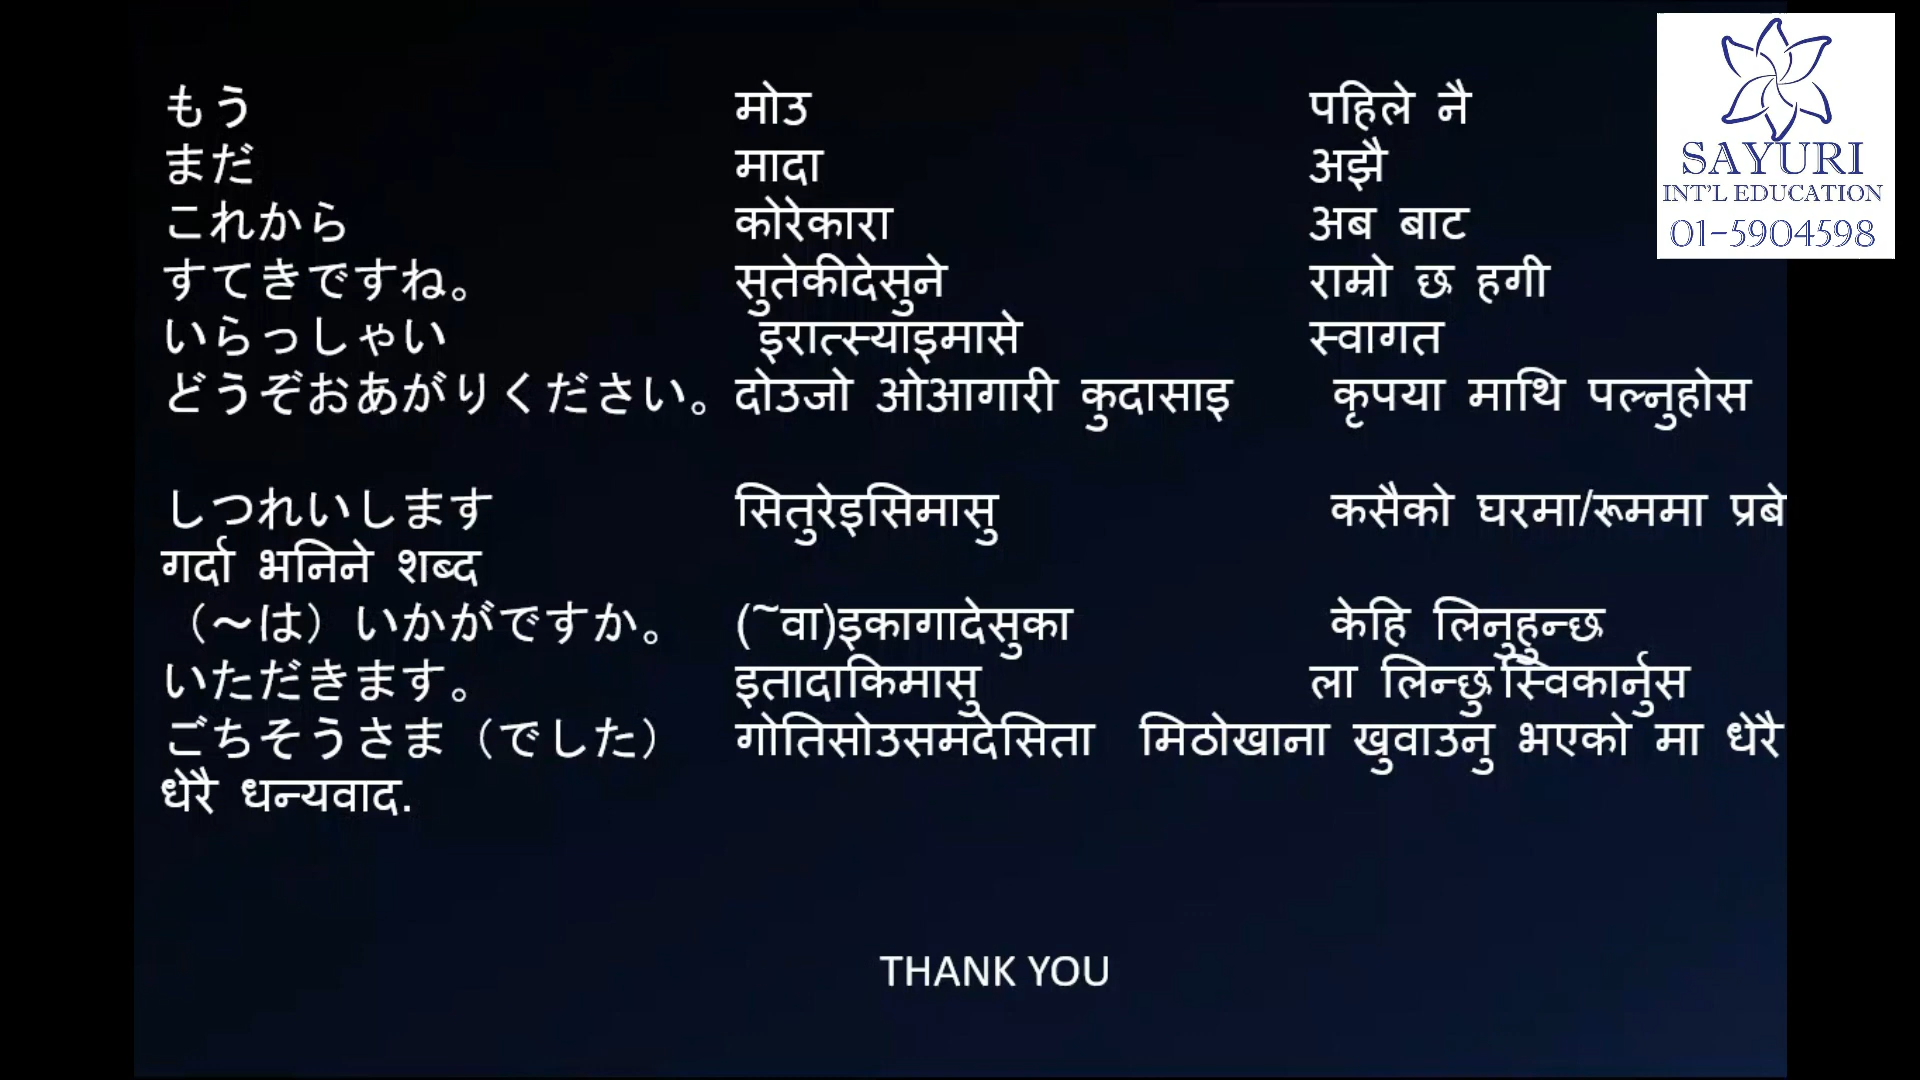 もう मोउ पहिले नै
まだ मादा अझै
これから कोरेकारा अब बाट
すてきですね。 सुतेकीदेसुने राम्रो छ हगी
いらっしゃい इरात्स्याइमासे स्वागत
どうぞおあがりください。 दोउजो ओआगारी कुदासाइ कृपया माथि पल्नुहोस
しつれいします सितुरेइसिमासु कसैको घरमा/रूममा प्रबे
गर्दा भनिने शब्द
（～は）いかがですか。 (~वा)इकागादेसुका केहि लिनुहुन्छ
いただきます。 इतादाकिमासु ला लिन्छु स्विकार्नुस
ごちそうさま（でした） गोतिसोउसमदेसिता मिठोखाना खुवाउनु भएको मा धेरै
धेरै धन्यवाद.
THANK YOU
SAYURI
INT'L EDUCATION
01-5904598